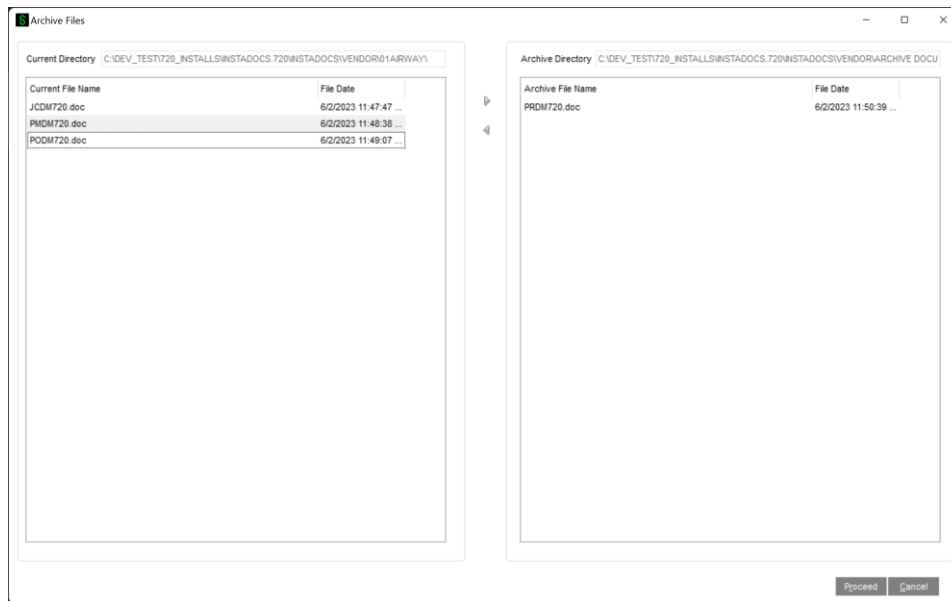 S Archive Files
Current Directory C:\DEV_TEST\720_INSTALLS\INSTADOCS.720\INSTADOCS\VENDOR\01AIRWAY\
Archive Directory C:\DEV_TEST\720_INSTALLS\INSTADOCS.720\INSTADOCS\VENDOR\ARCHIVE DOCU
Current File Name File Date
JCDM720.doc 6/2/2023 11:47:47 ...
PMDM720.doc 6/2/2023 11:48:38 ...
PODM720.doc 6/2/2023 11:49:07 ...
Archive File Name File Date
PRDM720.doc 6/2/2023 11:50:39 ...
Proceed Cancel